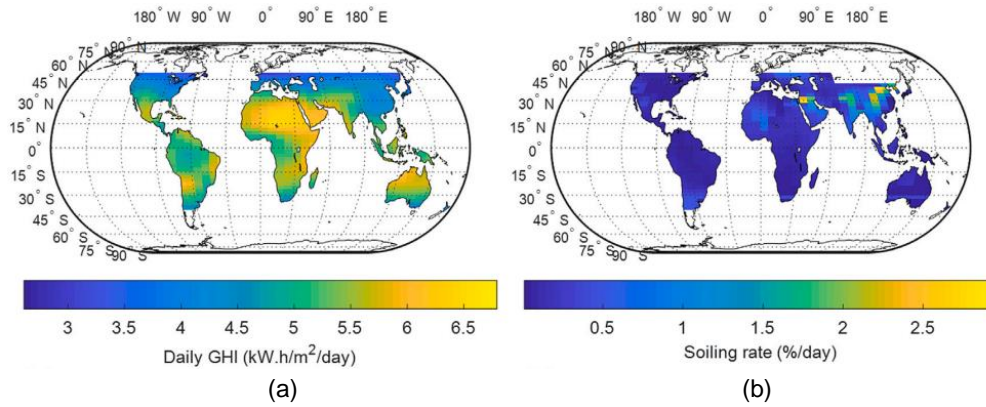 180° W 90° W 0° 90° E 180° E
75° N
90° N
60° N
45° N
30° N
15° N
0°
15° S
30° S
45° S
60° S
75° S
90° S
3 3.5 4 4.5 5 5.5 6 6.5
Daily GHI (kW.h/m²/day)
(a)
180° W 90° W 0° 90° E 180° E
75° N
90° N
60° N
45° N
30° N
15° N
0°
15° S
30° S
45° S
60° S
75° S
90° S
0.5 1 1.5 2 2.5
Soiling rate (%/day)
(b)